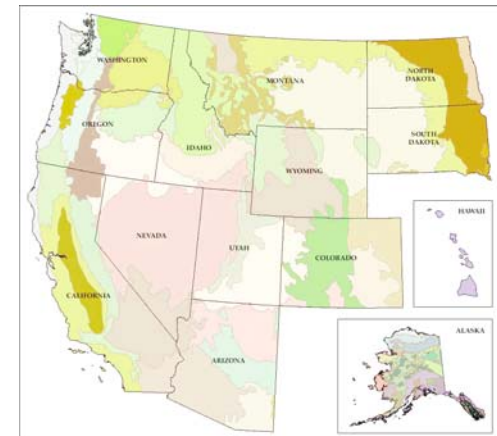 WASHINGTON
MONTANA
NORTH
DAKOTA
OREGON
IDAHO
SOUTH
DAKOTA
WYOMING
HAWAII
NEVADA
UTAH
COLORADO
CALIFORNIA
ARIZONA
ALASKA